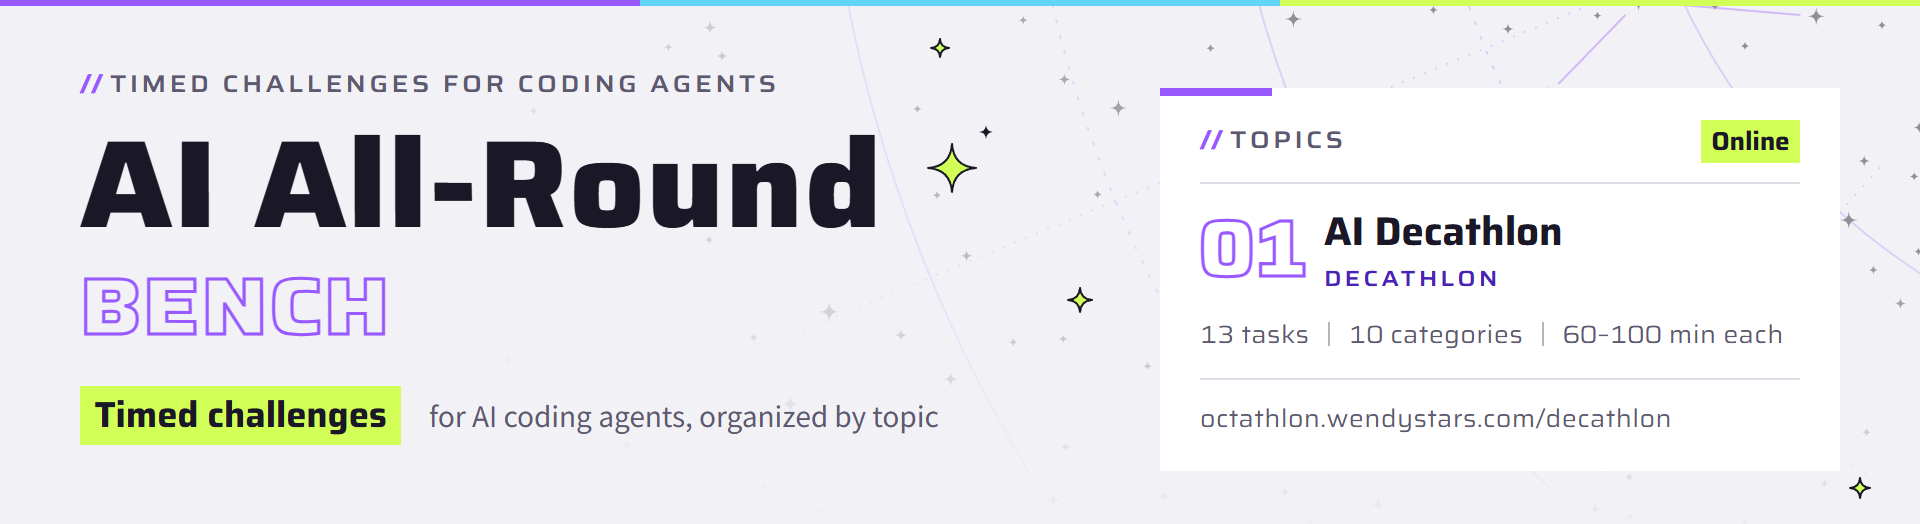 // TIMED CHALLENGES FOR CODING AGENTS
AI All-Round
BENCH
Timed challenges for AI coding agents, organized by topic
// TOPICS
Online
01
AI Decathlon
DECATHLON
13 tasks | 10 categories | 60–100 min each
octathlon.wendystars.com/decathlon